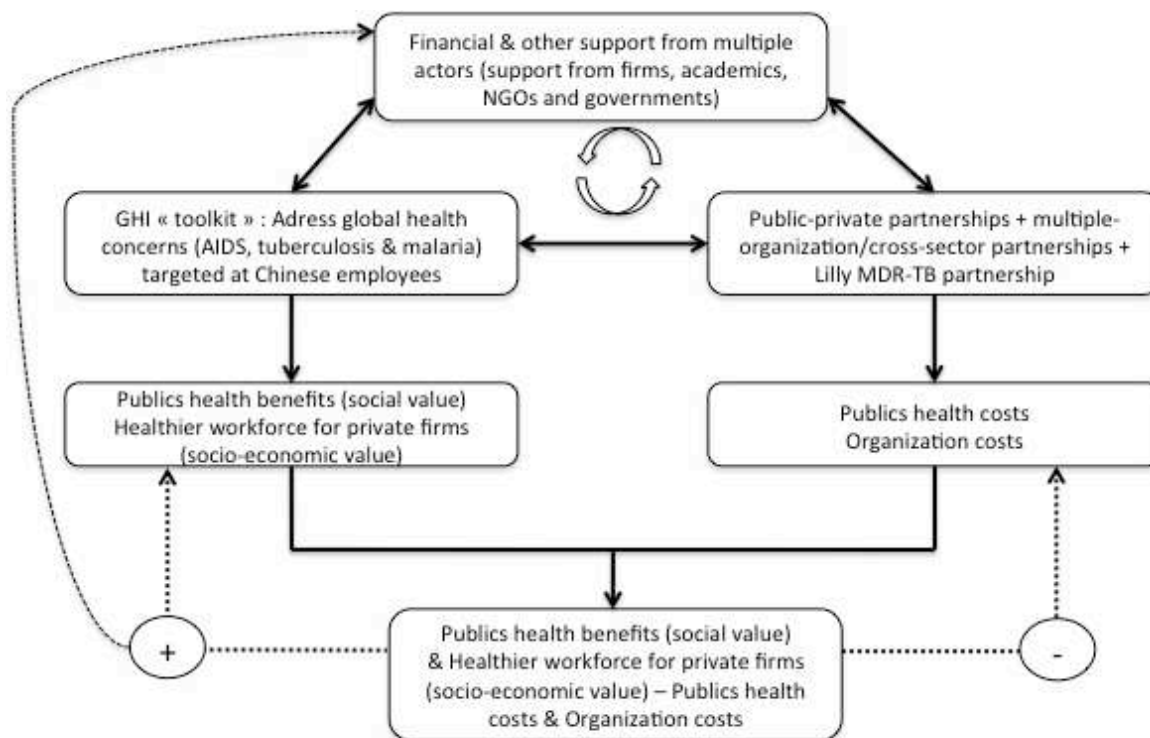 Financial & other support from multiple
actors (support from firms, academics,
NGOs and governments)
GHI « toolkit » : Adress global health
concerns (AIDS, tuberculosis & malaria)
targeted at Chinese employees
Public-private partnerships + multiple-
organization/cross-sector partnerships +
Lilly MDR-TB partnership
Publics health benefits (social value)
Healthier workforce for private firms
(socio-economic value)
Publics health costs
Organization costs
+
Publics health benefits (social value)
& Healthier workforce for private firms
(socio-economic value) – Publics health
costs & Organization costs
-